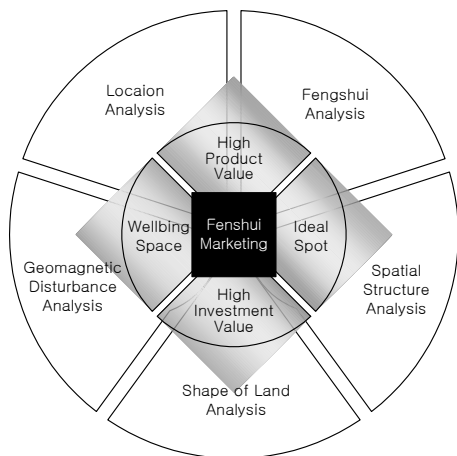 Locaion
Analysis
Fengshui
Analysis
High
Product
Value
Wellbing
Space
Fenshui
Marketing
Ideal
Spot
Geomagnetic
Disturbance
Analysis
Spatial
Structure
Analysis
High
Investment
Value
Shape of Land
Analysis